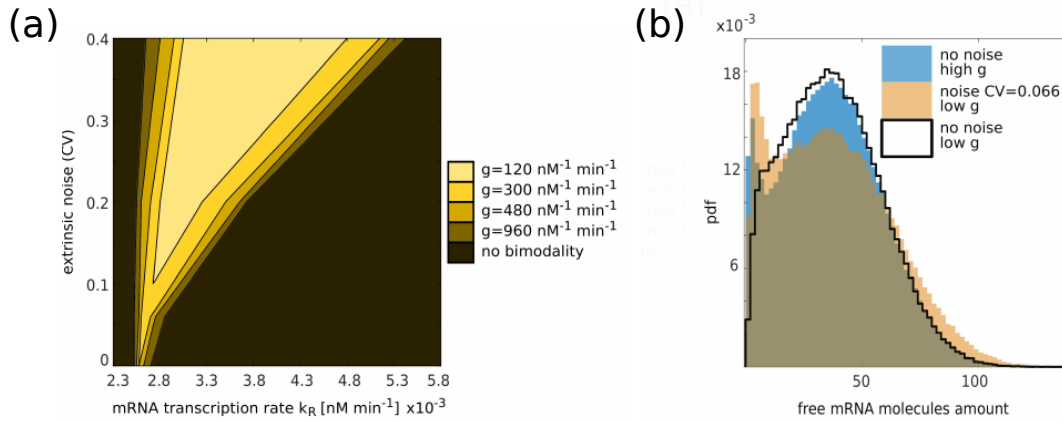 (a)
0.4
0.3
0.2
0.1
0
extrinsic noise (CV)
2.3 2.8 3.3 3.8 4.3 4.8 5.3 5.8
mRNA transcription rate kR [nM min-1] x10-3
g=120 nM-1 min-1
g=300 nM-1 min-1
g=480 nM-1 min-1
g=960 nM-1 min-1
no bimodality
(b)
x10-3
18
12
6
pdf
50 100
free mRNA molecules amount
no noise
high g
noise CV=0.066
low g
no noise
low g